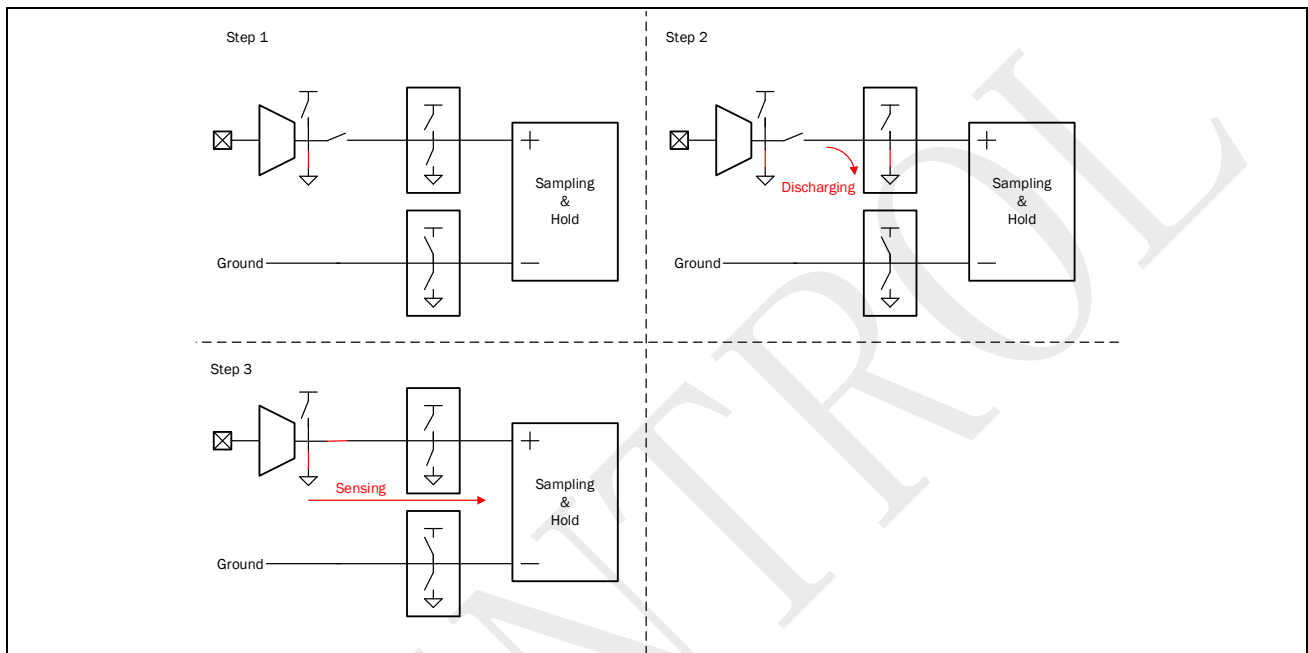 Step 1
+
Sampling
&
Hold
Ground
−
Step 2
Discharging
+
Sampling
&
Hold
Ground
−
Step 3
+
Sensing
Sampling
&
Hold
Ground
−
NTROL